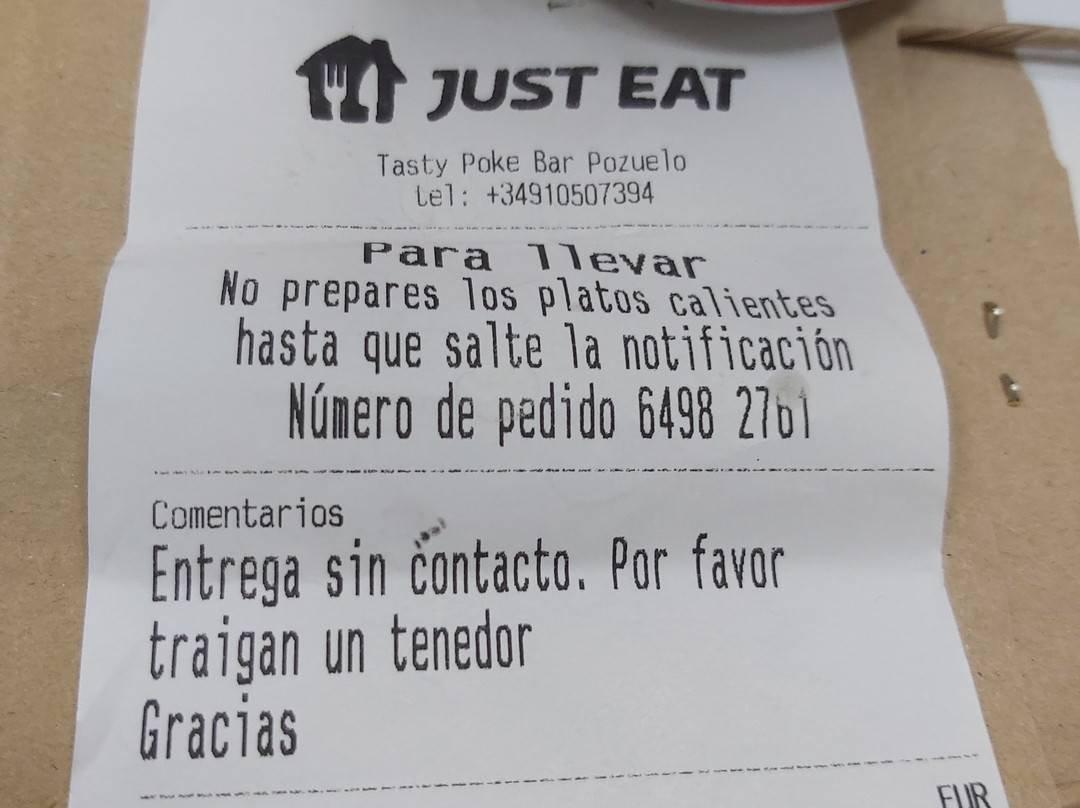 JUST EAT
Tasty Poke Bar Pozuelo
tel: +34910507394
Para llevar
No prepares los platos calientes
hasta que salte la notificación
Número de pedido 6498 2761
Comentarios
Entrega sin contacto. Por favor
traigan un tenedor
Gracias
EUR